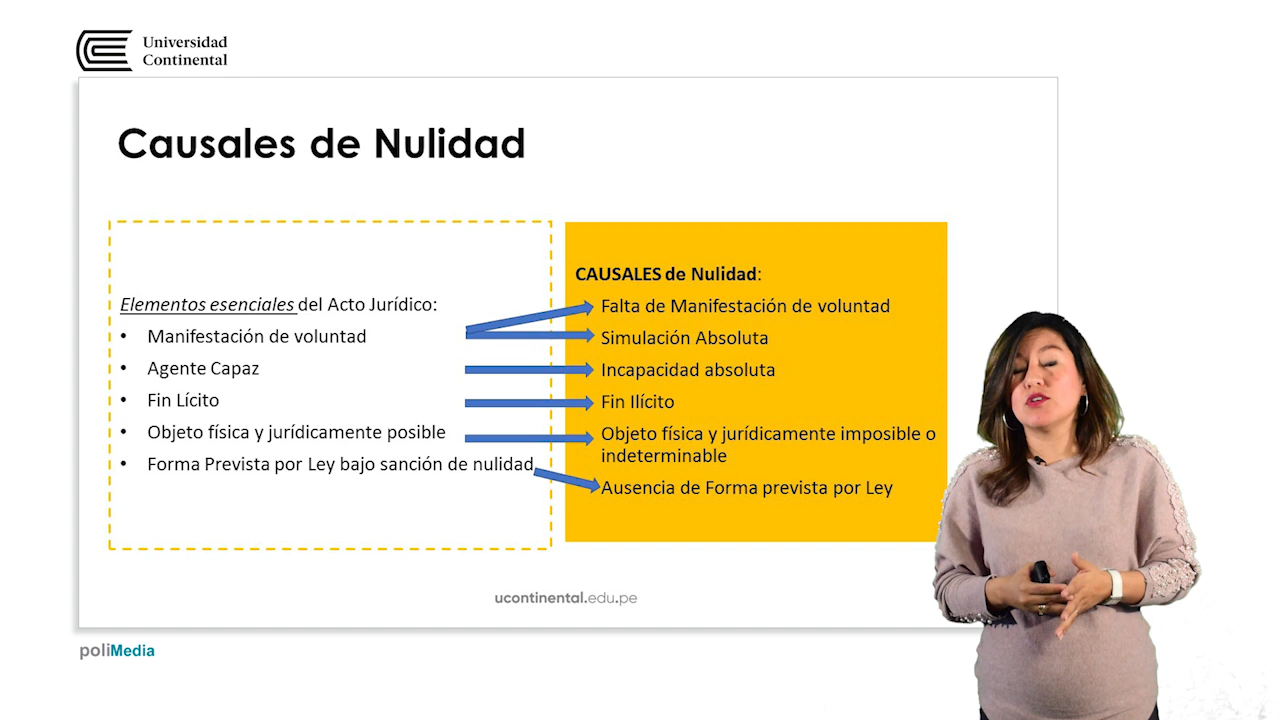 Universidad
Continental
Causales de Nulidad
Elementos esenciales del Acto Jurídico:
• Manifestación de voluntad
• Agente Capaz
• Fin Lícito
• Objeto física y jurídicamente posible
• Forma Prevista por Ley bajo sanción de nulidad
CAUSALES de Nulidad:
Falta de Manifestación de voluntad
Simulación Absoluta
Incapacidad absoluta
Fin Ilícito
Objeto física y jurídicamente imposible o
indeterminable
Ausencia de Forma prevista por Ley
ucontinental.edu.pe
poliMedia